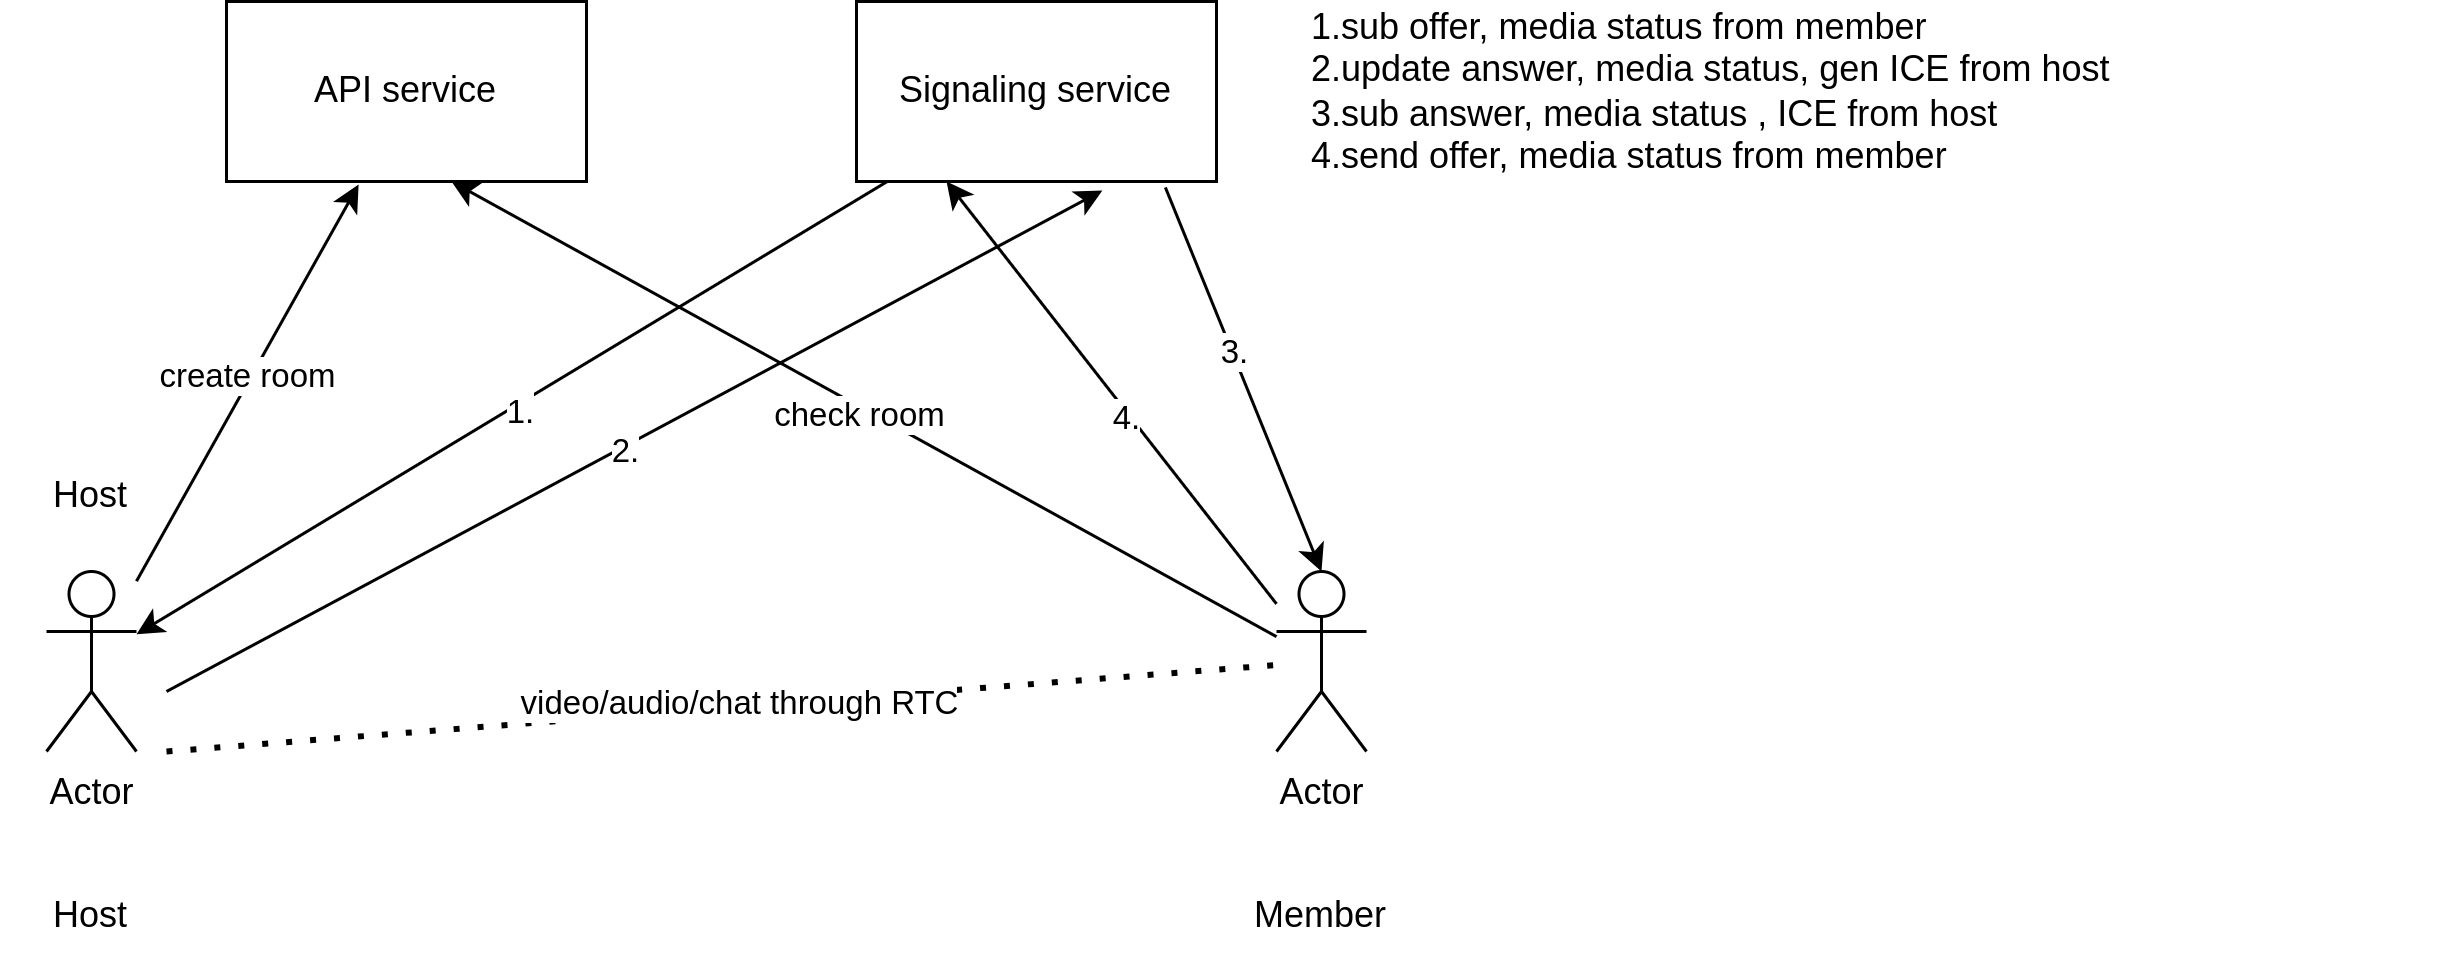 API service
Signaling service
1.sub offer, media status from member
2.update answer, media status, gen ICE from host
3.sub answer, media status , ICE from host
4.send offer, media status from member
create room
1.
2.
check room
4.
3.
Host
video/audio/chat through RTC
Actor
Actor
Host
Member